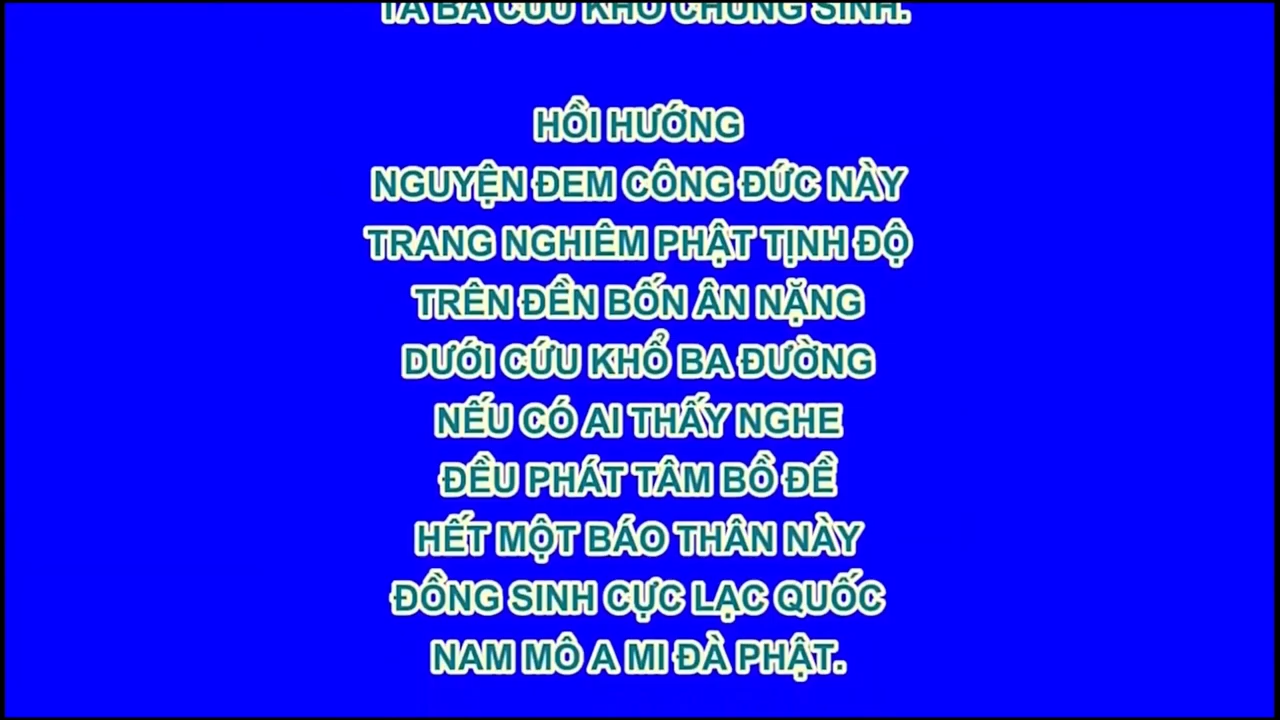 TA BÀ CỨU KHỔ CHÚNG SINH.
HỒI HƯỚNG
NGUYỆN ĐEM CÔNG ĐỨC NÀY
TRANG NGHIÊM PHẬT TỊNH ĐỘ
TRÊN ĐỀN BỐN ÂN NẶNG
DƯỚI CỨU KHỔ BA ĐƯỜNG
NẾU CÓ AI THẤY NGHE
ĐỀU PHÁT TÂM BỒ ĐỀ
HẾT MỘT BÁO THÂN NÀY
ĐỒNG SINH CỰC LẠC QUỐC
NAM MÔ A MI ĐÀ PHẬT.